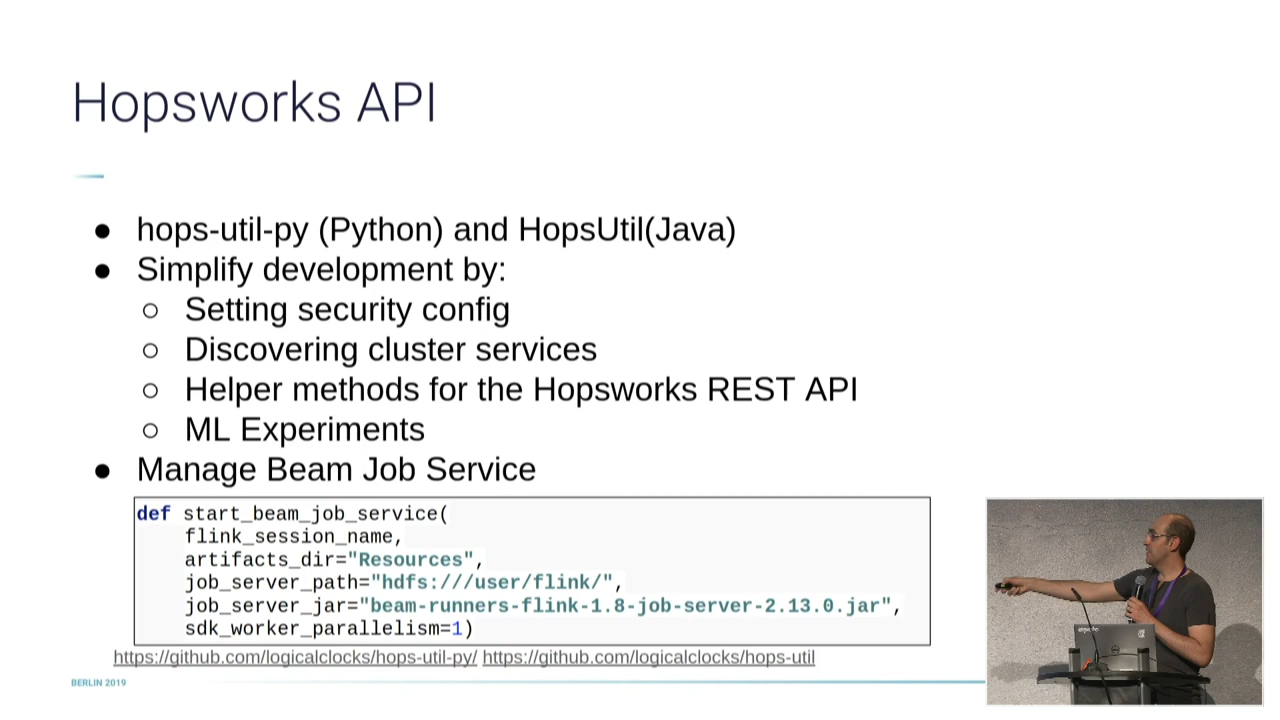 Hopsworks API
● hops-util-py (Python) and HopsUtil(Java)
● Simplify development by:
○ Setting security config
○ Discovering cluster services
○ Helper methods for the Hopsworks REST API
○ ML Experiments
● Manage Beam Job Service
def start_beam_job_service(
flink_session_name,
artifacts_dir="Resources",
job_server_path="hdfs:///user/flink/",
job_server_jar="beam-runners-flink-1.8-job-server-2.13.0.jar",
sdk_worker_parallelism=1)
https://github.com/logicalclocks/hops-util-py/ https://github.com/logicalclocks/hops-util
BERLIN 2019